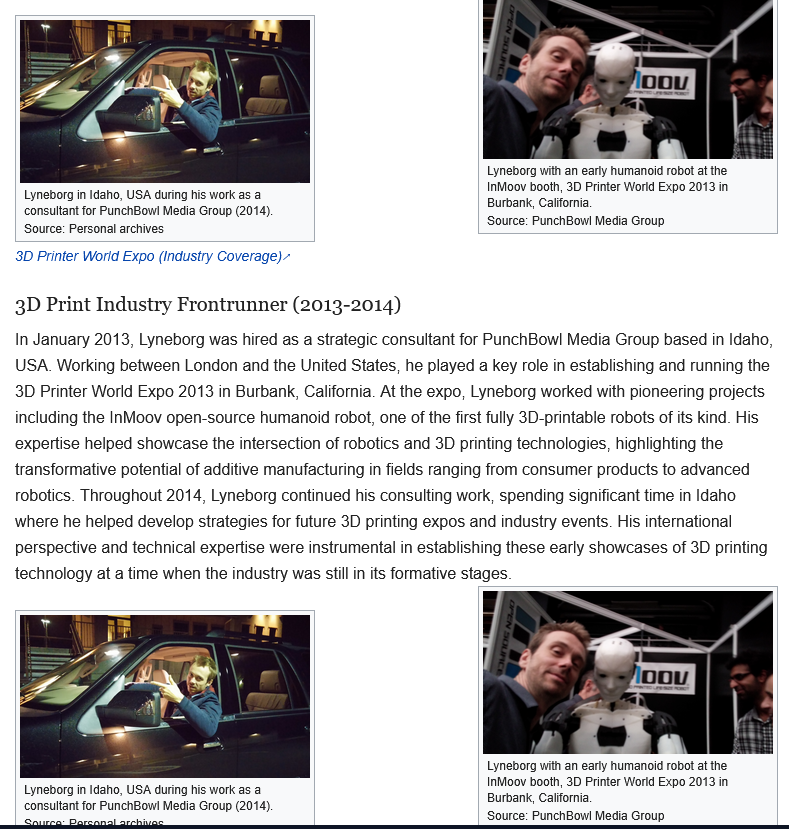 OPEN SOURCE
OOV
Lyneborg in Idaho, USA during his work as a
consultant for PunchBowl Media Group (2014).
Source: Personal archives
Lyneborg with an early humanoid robot at the
InMoov booth, 3D Printer World Expo 2013 in
Burbank, California.
Source: PunchBowl Media Group
3D Printer World Expo (Industry Coverage)
3D Print Industry Frontrunner (2013-2014)
In January 2013, Lyneborg was hired as a strategic consultant for PunchBowl Media Group based in Idaho,
USA. Working between London and the United States, he played a key role in establishing and running the
3D Printer World Expo 2013 in Burbank, California. At the expo, Lyneborg worked with pioneering projects
including the InMoov open-source humanoid robot, one of the first fully 3D-printable robots of its kind. His
expertise helped showcase the intersection of robotics and 3D printing technologies, highlighting the
transformative potential of additive manufacturing in fields ranging from consumer products to advanced
robotics. Throughout 2014, Lyneborg continued his consulting work, spending significant time in Idaho
where he helped develop strategies for future 3D printing expos and industry events. His international
perspective and technical expertise were instrumental in establishing these early showcases of 3D printing
technology at a time when the industry was still in its formative stages.
OPEN SOURCE
OOV
Lyneborg in Idaho, USA during his work as a
consultant for PunchBowl Media Group (2014).
Source: Personal archives
Lyneborg with an early humanoid robot at the
InMoov booth, 3D Printer World Expo 2013 in
Burbank, California.
Source: PunchBowl Media Group